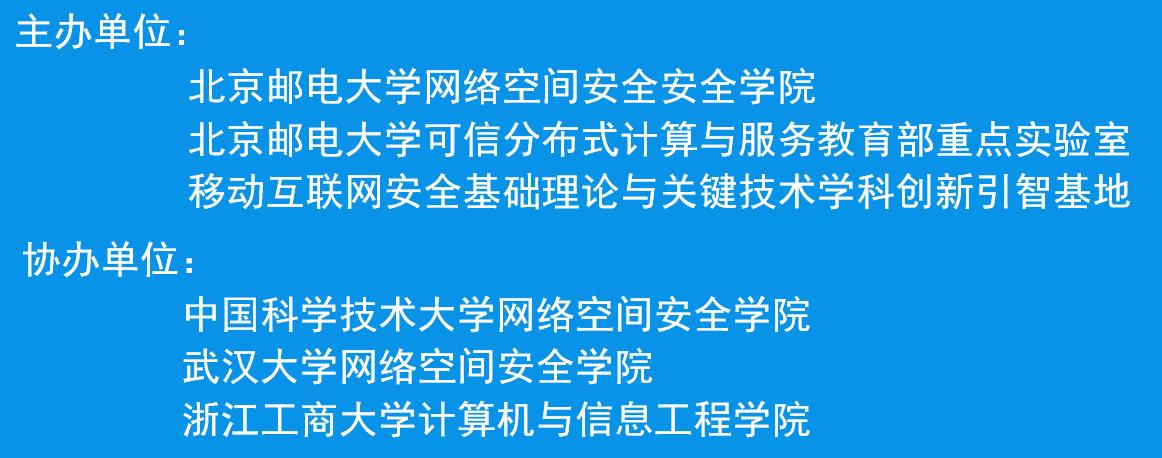 主办单位：
北京邮电大学网络空间安全安全学院
北京邮电大学可信分布式计算与服务教育部重点实验室
移动互联网安全基础理论与关键技术学科创新引智基地
协办单位：
中国科学技术大学网络空间安全学院
武汉大学网络空间安全学院
浙江工商大学计算机与信息工程学院